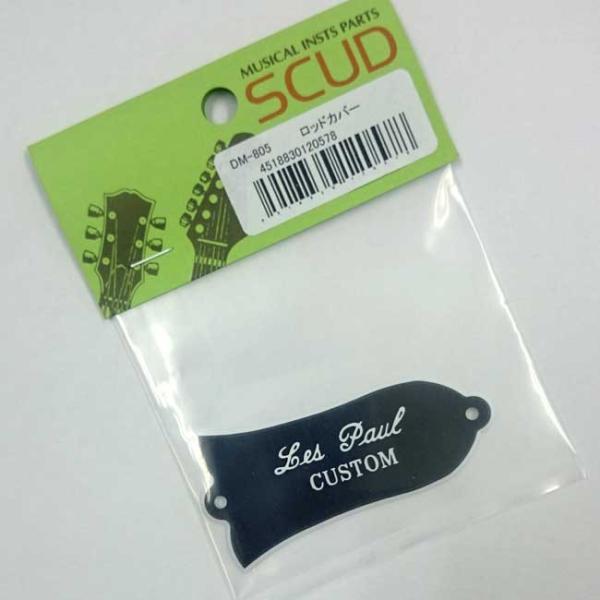 MUSICAL INSTS PARTS
SCUD
DM-805 ロッドカバー
4518830120578
Les Paul
CUSTOM